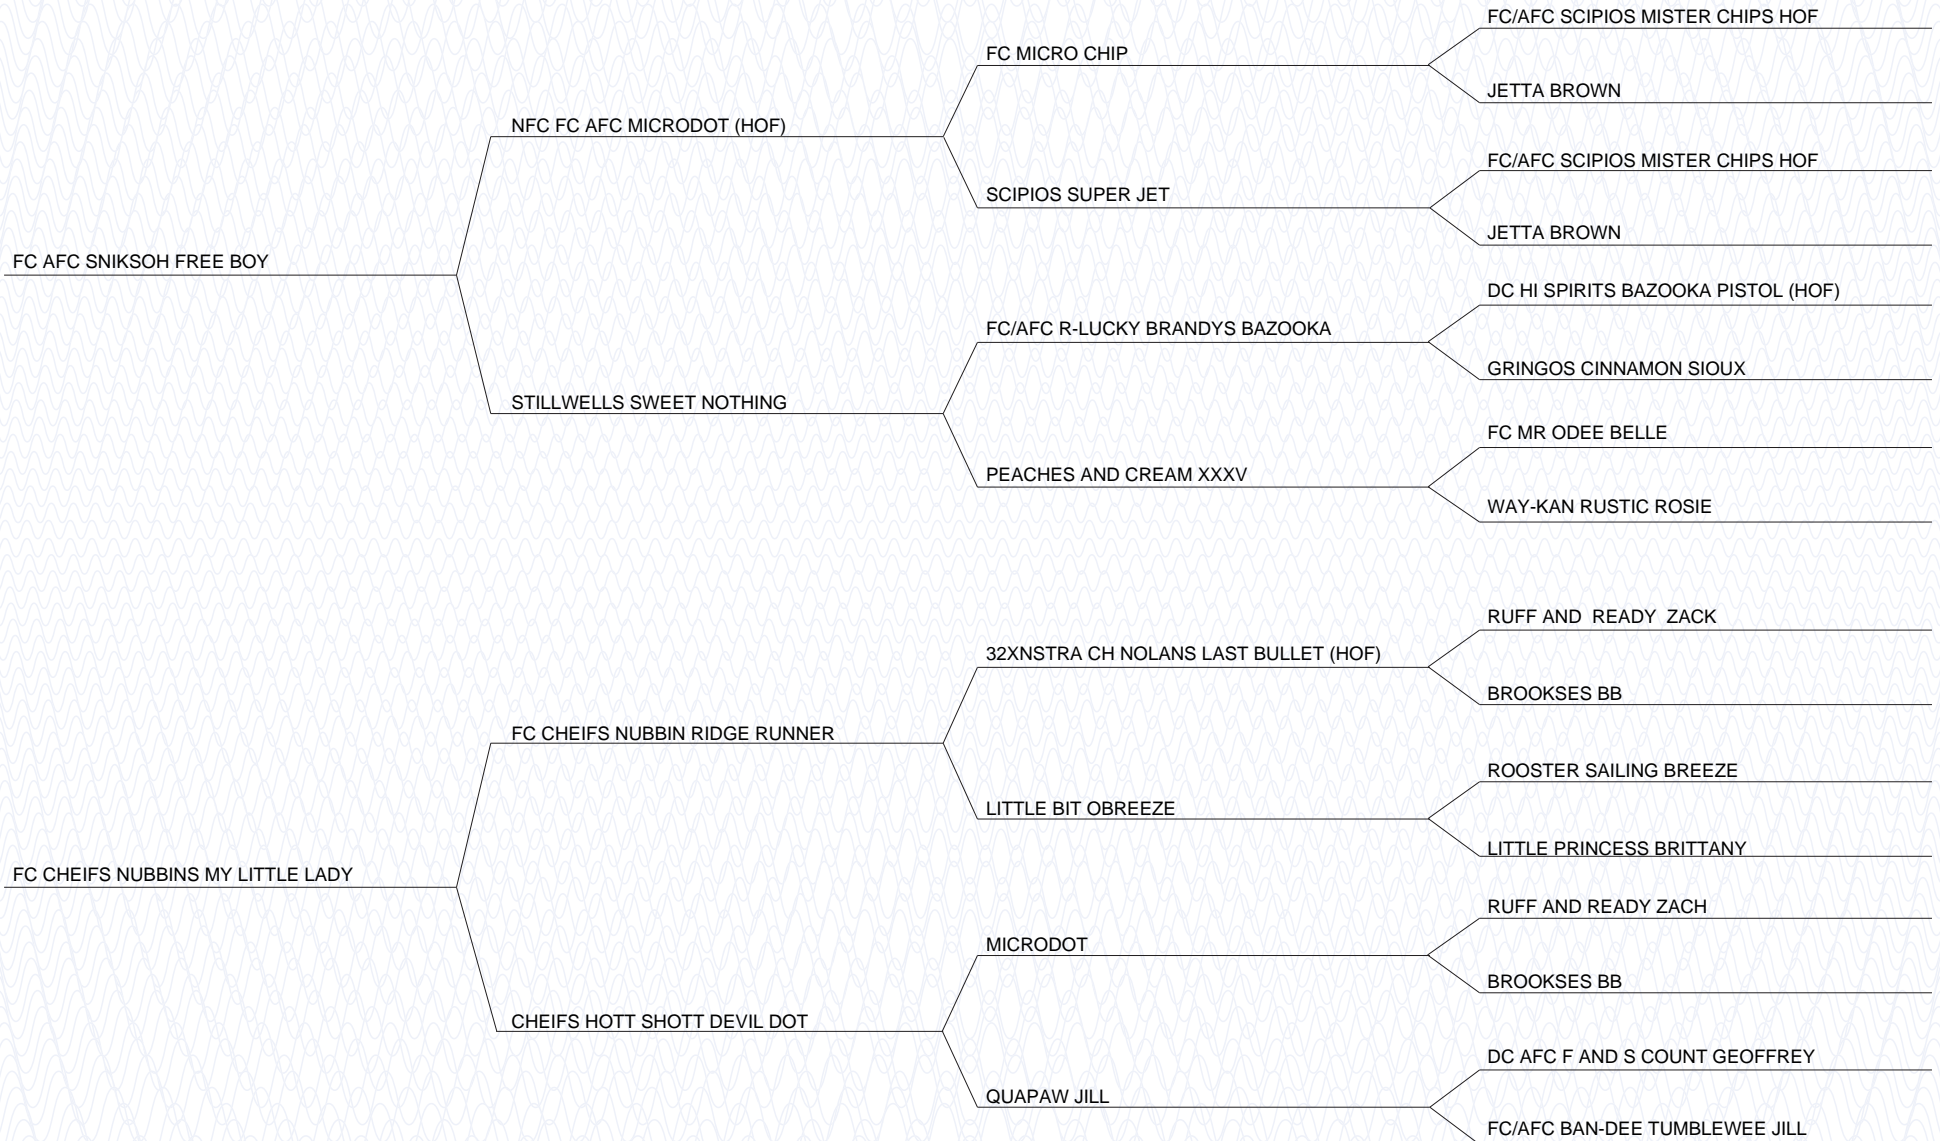 FC/AFC SCIPIOS MISTER CHIPS HOF
FC MICRO CHIP
JETTA BROWN
NFC FC AFC MICRODOT (HOF)
FC/AFC SCIPIOS MISTER CHIPS HOF
SCIPIOS SUPER JET
JETTA BROWN
FC AFC SNIKSOH FREE BOY
DC HI SPIRITS BAZOOKA PISTOL (HOF)
FC/AFC R-LUCKY BRANDYS BAZOOKA
GRINGOS CINNAMON SIOUX
STILLWELLS SWEET NOTHING
FC MR ODEE BELLE
PEACHES AND CREAM XXXV
WAY-KAN RUSTIC ROSIE
RUFF AND  READY  ZACK
32XNSTRA CH NOLANS LAST BULLET (HOF)
BROOKSES BB
FC CHEIFS NUBBIN RIDGE RUNNER
ROOSTER SAILING BREEZE
LITTLE BIT OBREEZE
LITTLE PRINCESS BRITTANY
FC CHEIFS NUBBINS MY LITTLE LADY
RUFF AND READY ZACH
MICRODOT
BROOKSES BB
CHEIFS HOTT SHOTT DEVIL DOT
DC AFC F AND S COUNT GEOFFREY
QUAPAW JILL
FC/AFC BAN-DEE TUMBLEWEE JILL